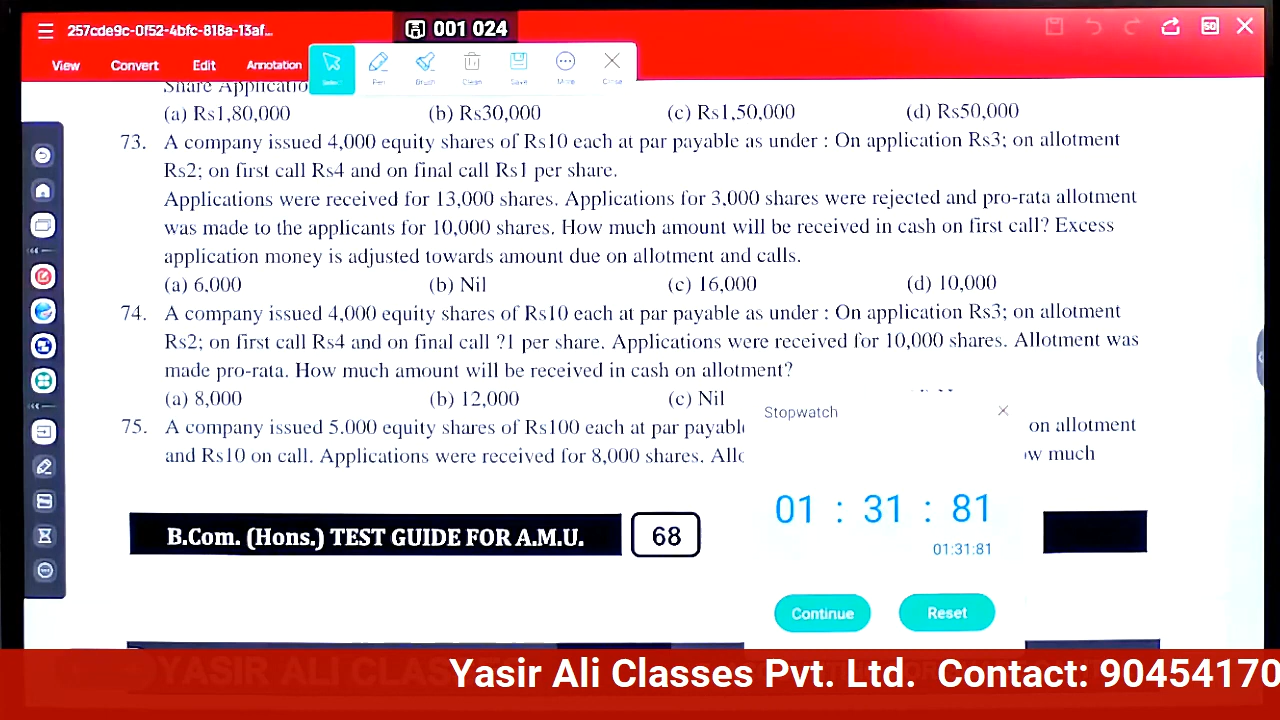 257cde9c-0f52-4bfc-818a-13af...
001 024
View Convert Edit Annotation
Select Pen Brush Clean Save More Close
Share Applicatio
(a) Rs1,80,000 (b) Rs30,000 (c) Rs1,50,000 (d) Rs50,000
73. A company issued 4,000 equity shares of Rs10 each at par payable as under : On application Rs3; on allotment
Rs2; on first call Rs4 and on final call Rs1 per share.
Applications were received for 13,000 shares. Applications for 3,000 shares were rejected and pro-rata allotment
was made to the applicants for 10,000 shares. How much amount will be received in cash on first call? Excess
application money is adjusted towards amount due on allotment and calls.
(a) 6,000 (b) Nil (c) 16,000 (d) 10,000
74. A company issued 4,000 equity shares of Rs10 each at par payable as under : On application Rs3; on allotment
Rs2; on first call Rs4 and on final call ?1 per share. Applications were received for 10,000 shares. Allotment was
made pro-rata. How much amount will be received in cash on allotment?
(a) 8,000 (b) 12,000 (c) Nil
75. A company issued 5.000 equity shares of Rs100 each at par payabl on allotment
and Rs10 on call. Applications were received for 8,000 shares. All w much
Stopwatch
01 : 31 : 81
01:31:81
Continue Reset
B.Com. (Hons.) TEST GUIDE FOR A.M.U. 68
YASIR ALI CLAS
Yasir Ali Classes Pvt. Ltd. Contact: 90454170